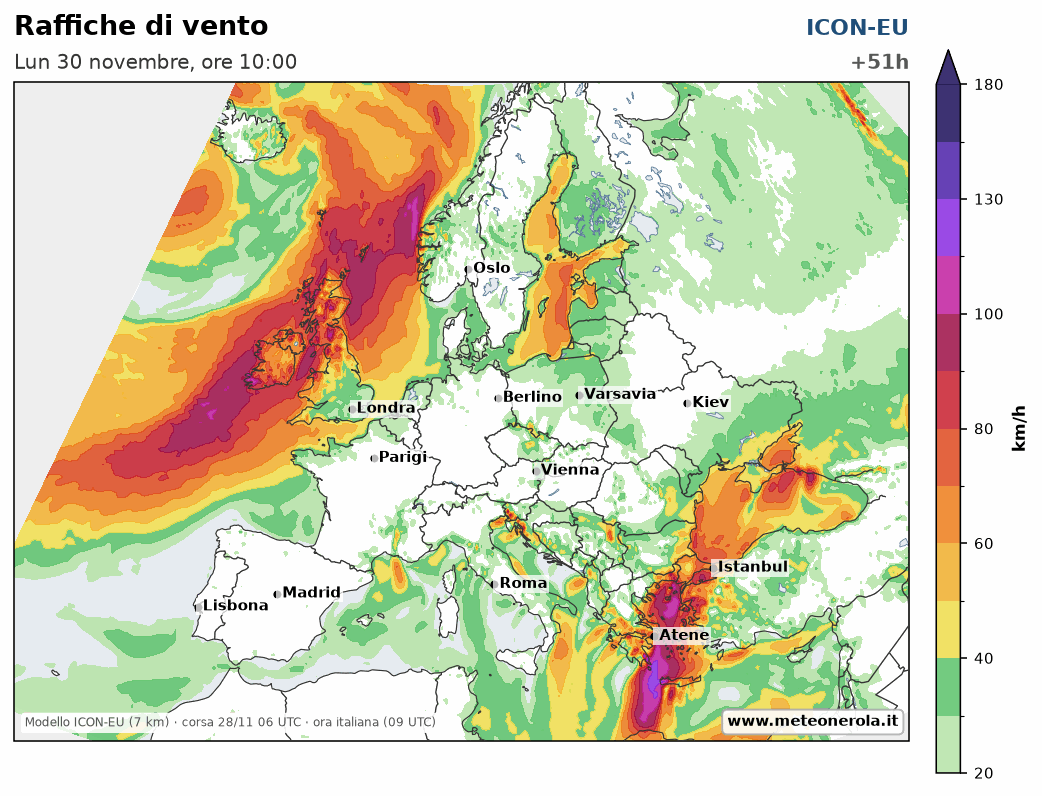 Raffiche di vento
ICON-EU
Lun 30 novembre, ore 10:00
+51h
180
130
100
80
60
40
20
km/h
Oslo
Berlino
Varsavia
Kiev
Londra
Parigi
Vienna
Istanbul
Roma
Madrid
Lisbona
Atene
Modello ICON-EU (7 km) · corsa 28/11 06 UTC · ora italiana (09 UTC)
www.meteonerola.it